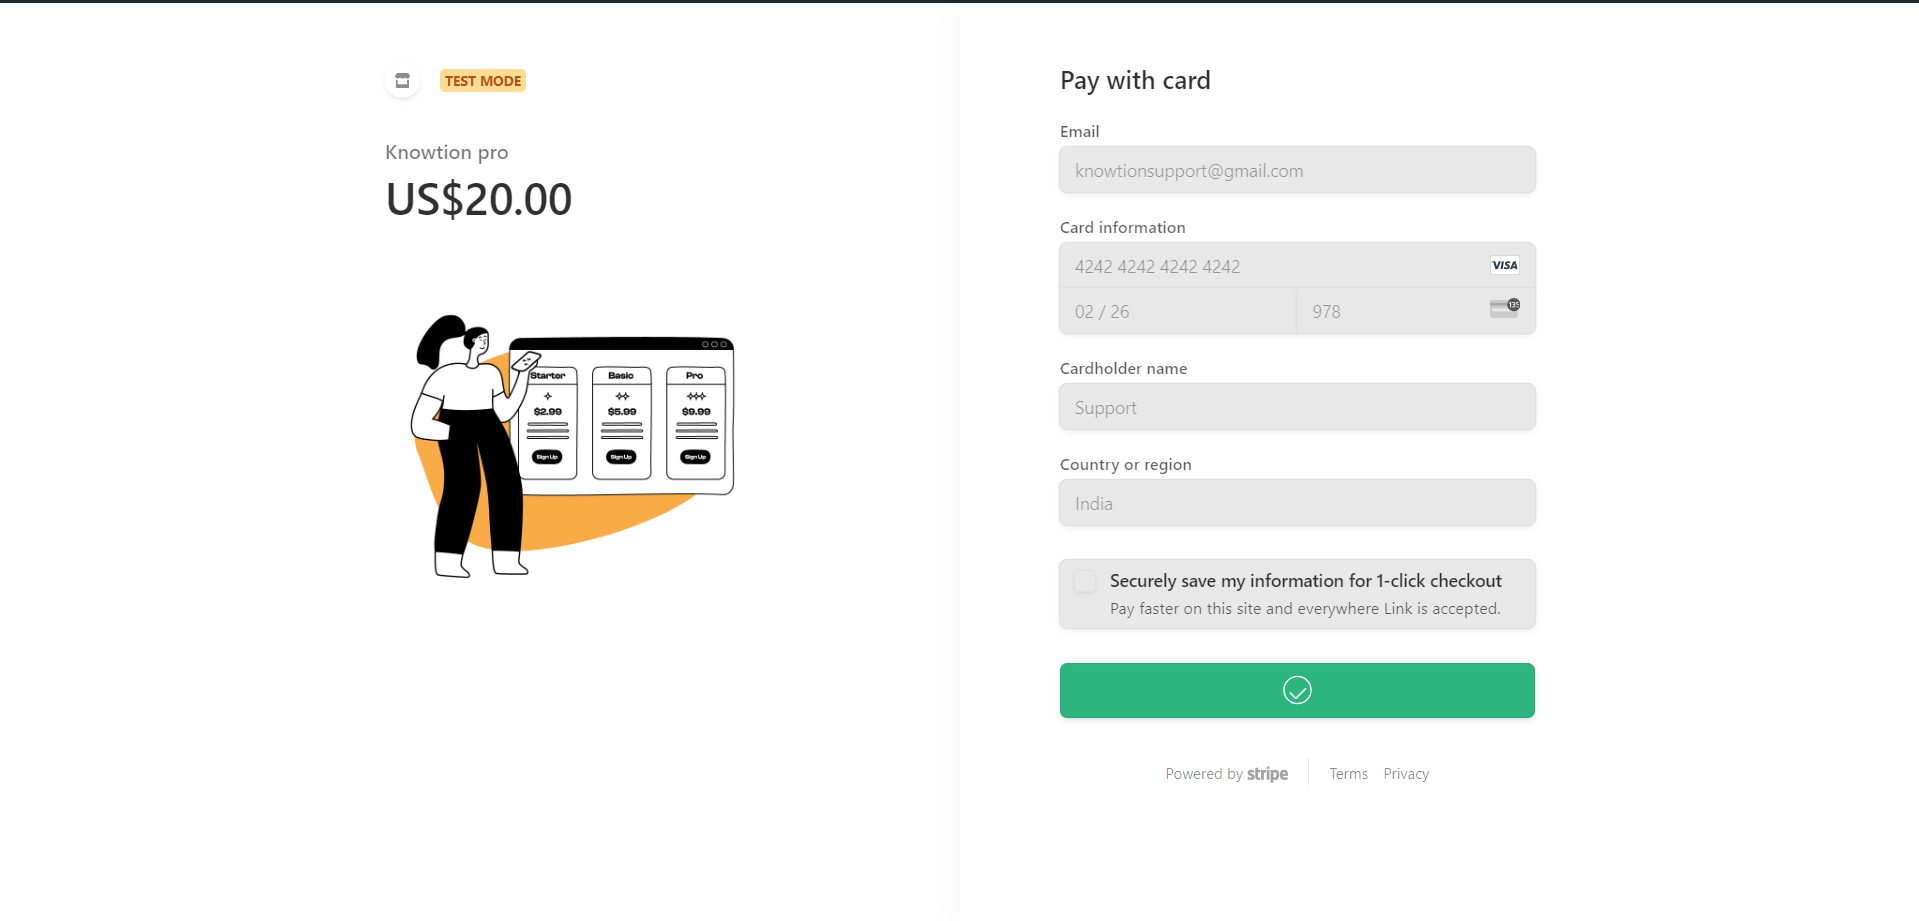 TEST MODE
Knowtion pro
US$20.00
Starter
Basic
Pro
$2.99
$5.99
$9.99
Sign Up
Sign Up
Sign Up
Pay with card
Email
knowtionsupport@gmail.com
Card information
4242 4242 4242 4242
VISA
02 / 26
978
135
Cardholder name
Support
Country or region
India
Securely save my information for 1-click checkout
Pay faster on this site and everywhere Link is accepted.
Powered by stripe
Terms Privacy